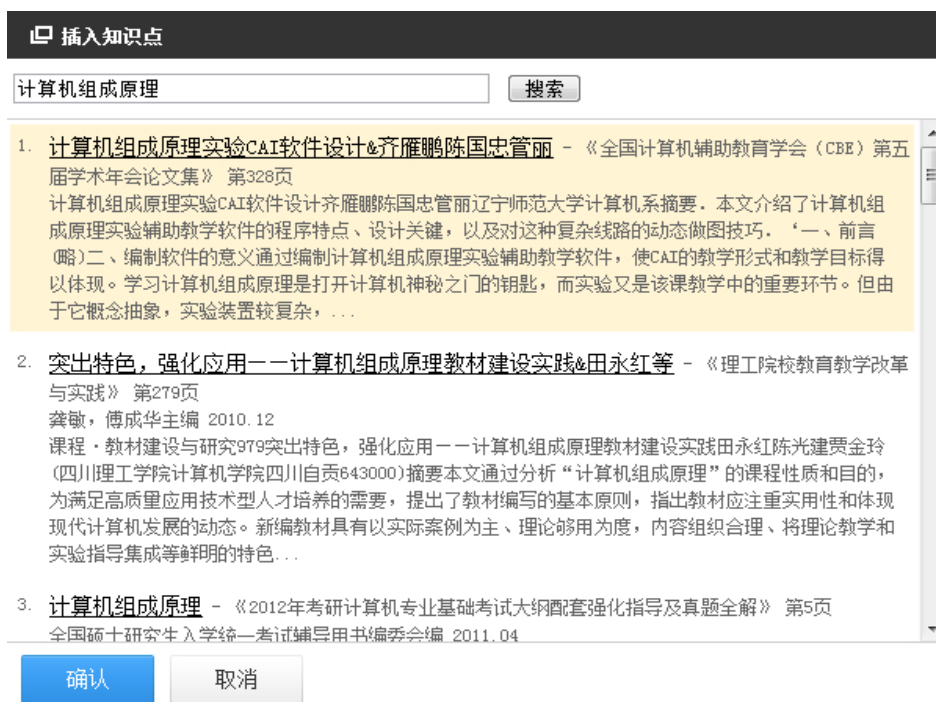 插入知识点
计算机组成原理
搜索
1. 计算机组成原理实验CAI软件设计&齐雁鹏陈国忠管丽 - 《全国计算机辅助教育学会（CBE）第五
届学术年会论文集》 第328页
计算机组成原理实验CAI软件设计齐雁鹏陈国忠管丽辽宁师范大学计算机系摘要．本文介绍了计算机组
成原理实验辅助教学软件的程序特点、设计关键，以及对这种复杂线路的动态做图技巧．‘一、前言
(略)二、编制软件的意义通过编制计算机组成原理实验辅助教学软件，使CAI的教学形式和教学目标得
以体现。学习计算机组成原理是打开计算机神秘之门的钥匙，而实验又是该课教学中的重要环节。但由
于它概念抽象，实验装置较复杂，...
2. 突出特色，强化应用——计算机组成原理教材建设实践&田永红等 - 《理工院校教育教学改革
与实践》 第279页
龚敏，傅成华主编 2010.12
课程·教材建设与研究979突出特色，强化应用——计算机组成原理教材建设实践田永红陈光建贾金玲
(四川理工学院计算机学院四川自贡643000)摘要本文通过分析“计算机组成原理”的课程性质和目的，
为满足高质量应用技术型人才培养的需要，提出了教材编写的基本原则，指出教材应注重实用性和体现
现代计算机发展的动态。新编教材具有以实际案例为主、理论够用为度，内容组织合理、将理论教学和
实验指导集成等鲜明的特色...
3. 计算机组成原理 - 《2012年考研计算机专业基础考试大纲配套强化指导及真题全解》 第5页
全国硕士研究生入学统一考试辅导用书编委会编 2011.04
确认
取消